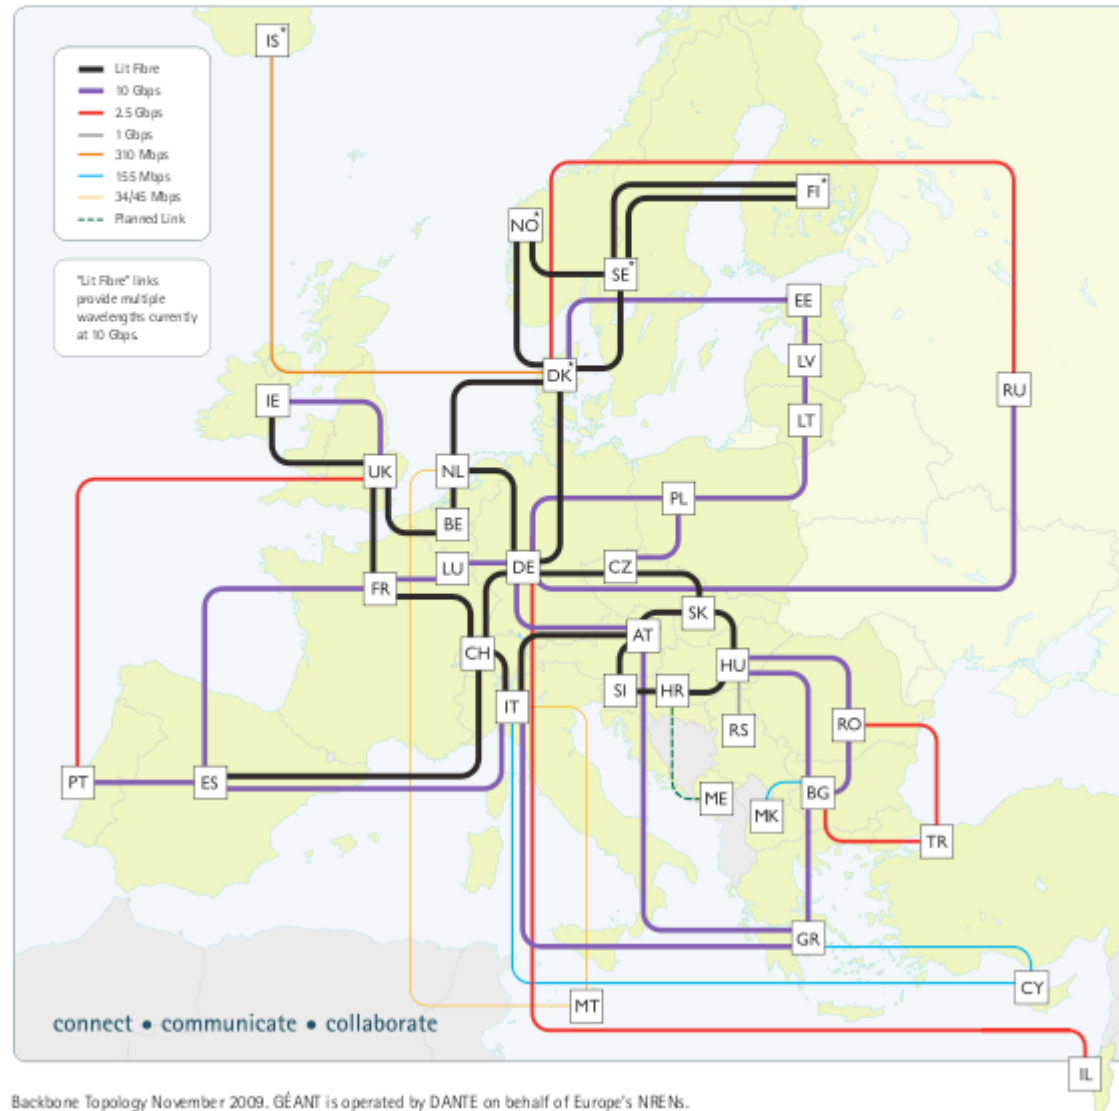 IS*
Lit Fibre
10 Gbps
2.5 Gbps
1 Gbps
310 Mbps
155 Mbps
34/45 Mbps
Planned Link
"Lit Fibre" links
provide multiple
wavelengths currently
at 10 Gbps.
FI*
NO*
SE*
EE
LV
DK*
RU
IE
LT
UK
NL
PL
BE
LU
DE
CZ
FR
SK
AT
CH
HU
SI
HR
IT
RO
RS
PT
ES
BG
ME
MK
TR
GR
CY
MT
connect • communicate • collaborate
IL
Backbone Topology November 2009. GÉANT is operated by DANTE on behalf of Europe's NRENs.